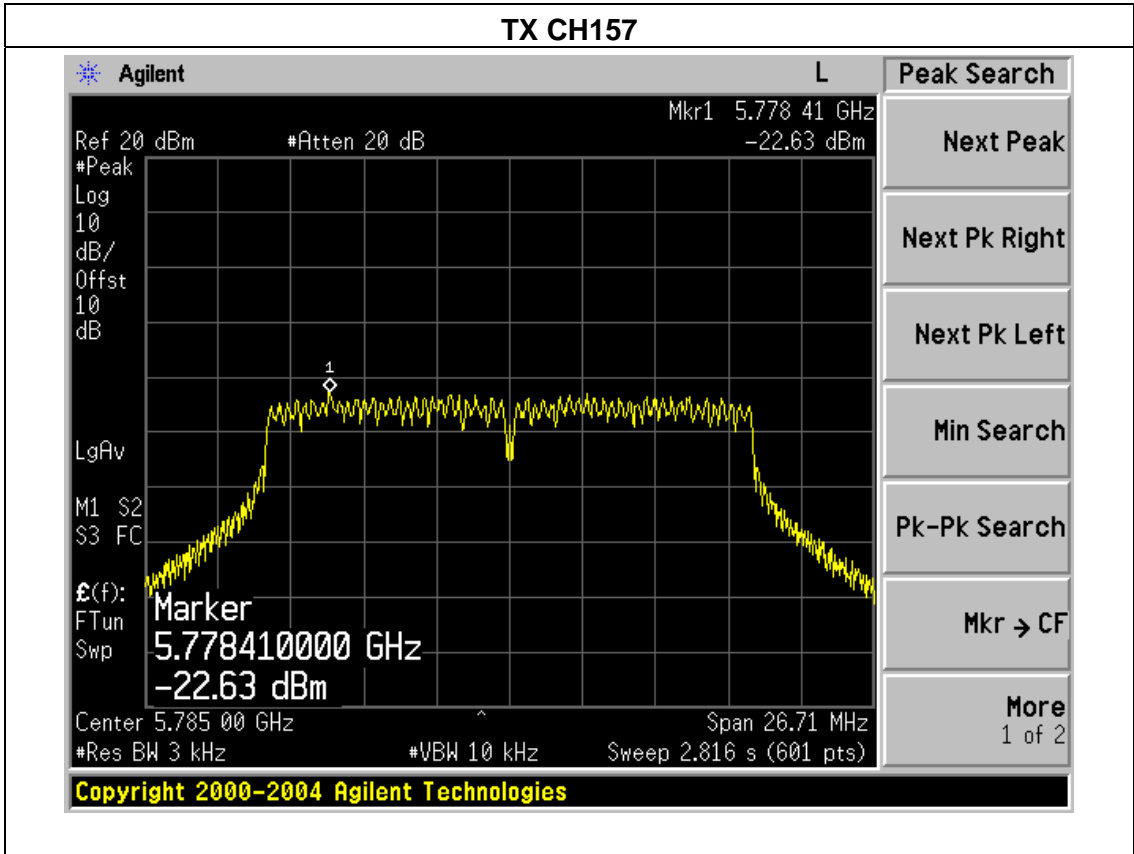 TX CH157
Agilent L Peak Search
Mkr1 5.778 41 GHz
Ref 20 dBm #Atten 20 dB -22.63 dBm
#Peak
Log
10
dB/
Offst
10
dB
1
LgAv
M1 S2
S3 FC
£(f):
FTun
Swp
Marker
5.778410000 GHz
-22.63 dBm
Center 5.785 00 GHz ^ Span 26.71 MHz
#Res BW 3 kHz #VBW 10 kHz Sweep 2.816 s (601 pts)
Copyright 2000-2004 Agilent Technologies
Next Peak
Next Pk Right
Next Pk Left
Min Search
Pk-Pk Search
Mkr → CF
More
1 of 2